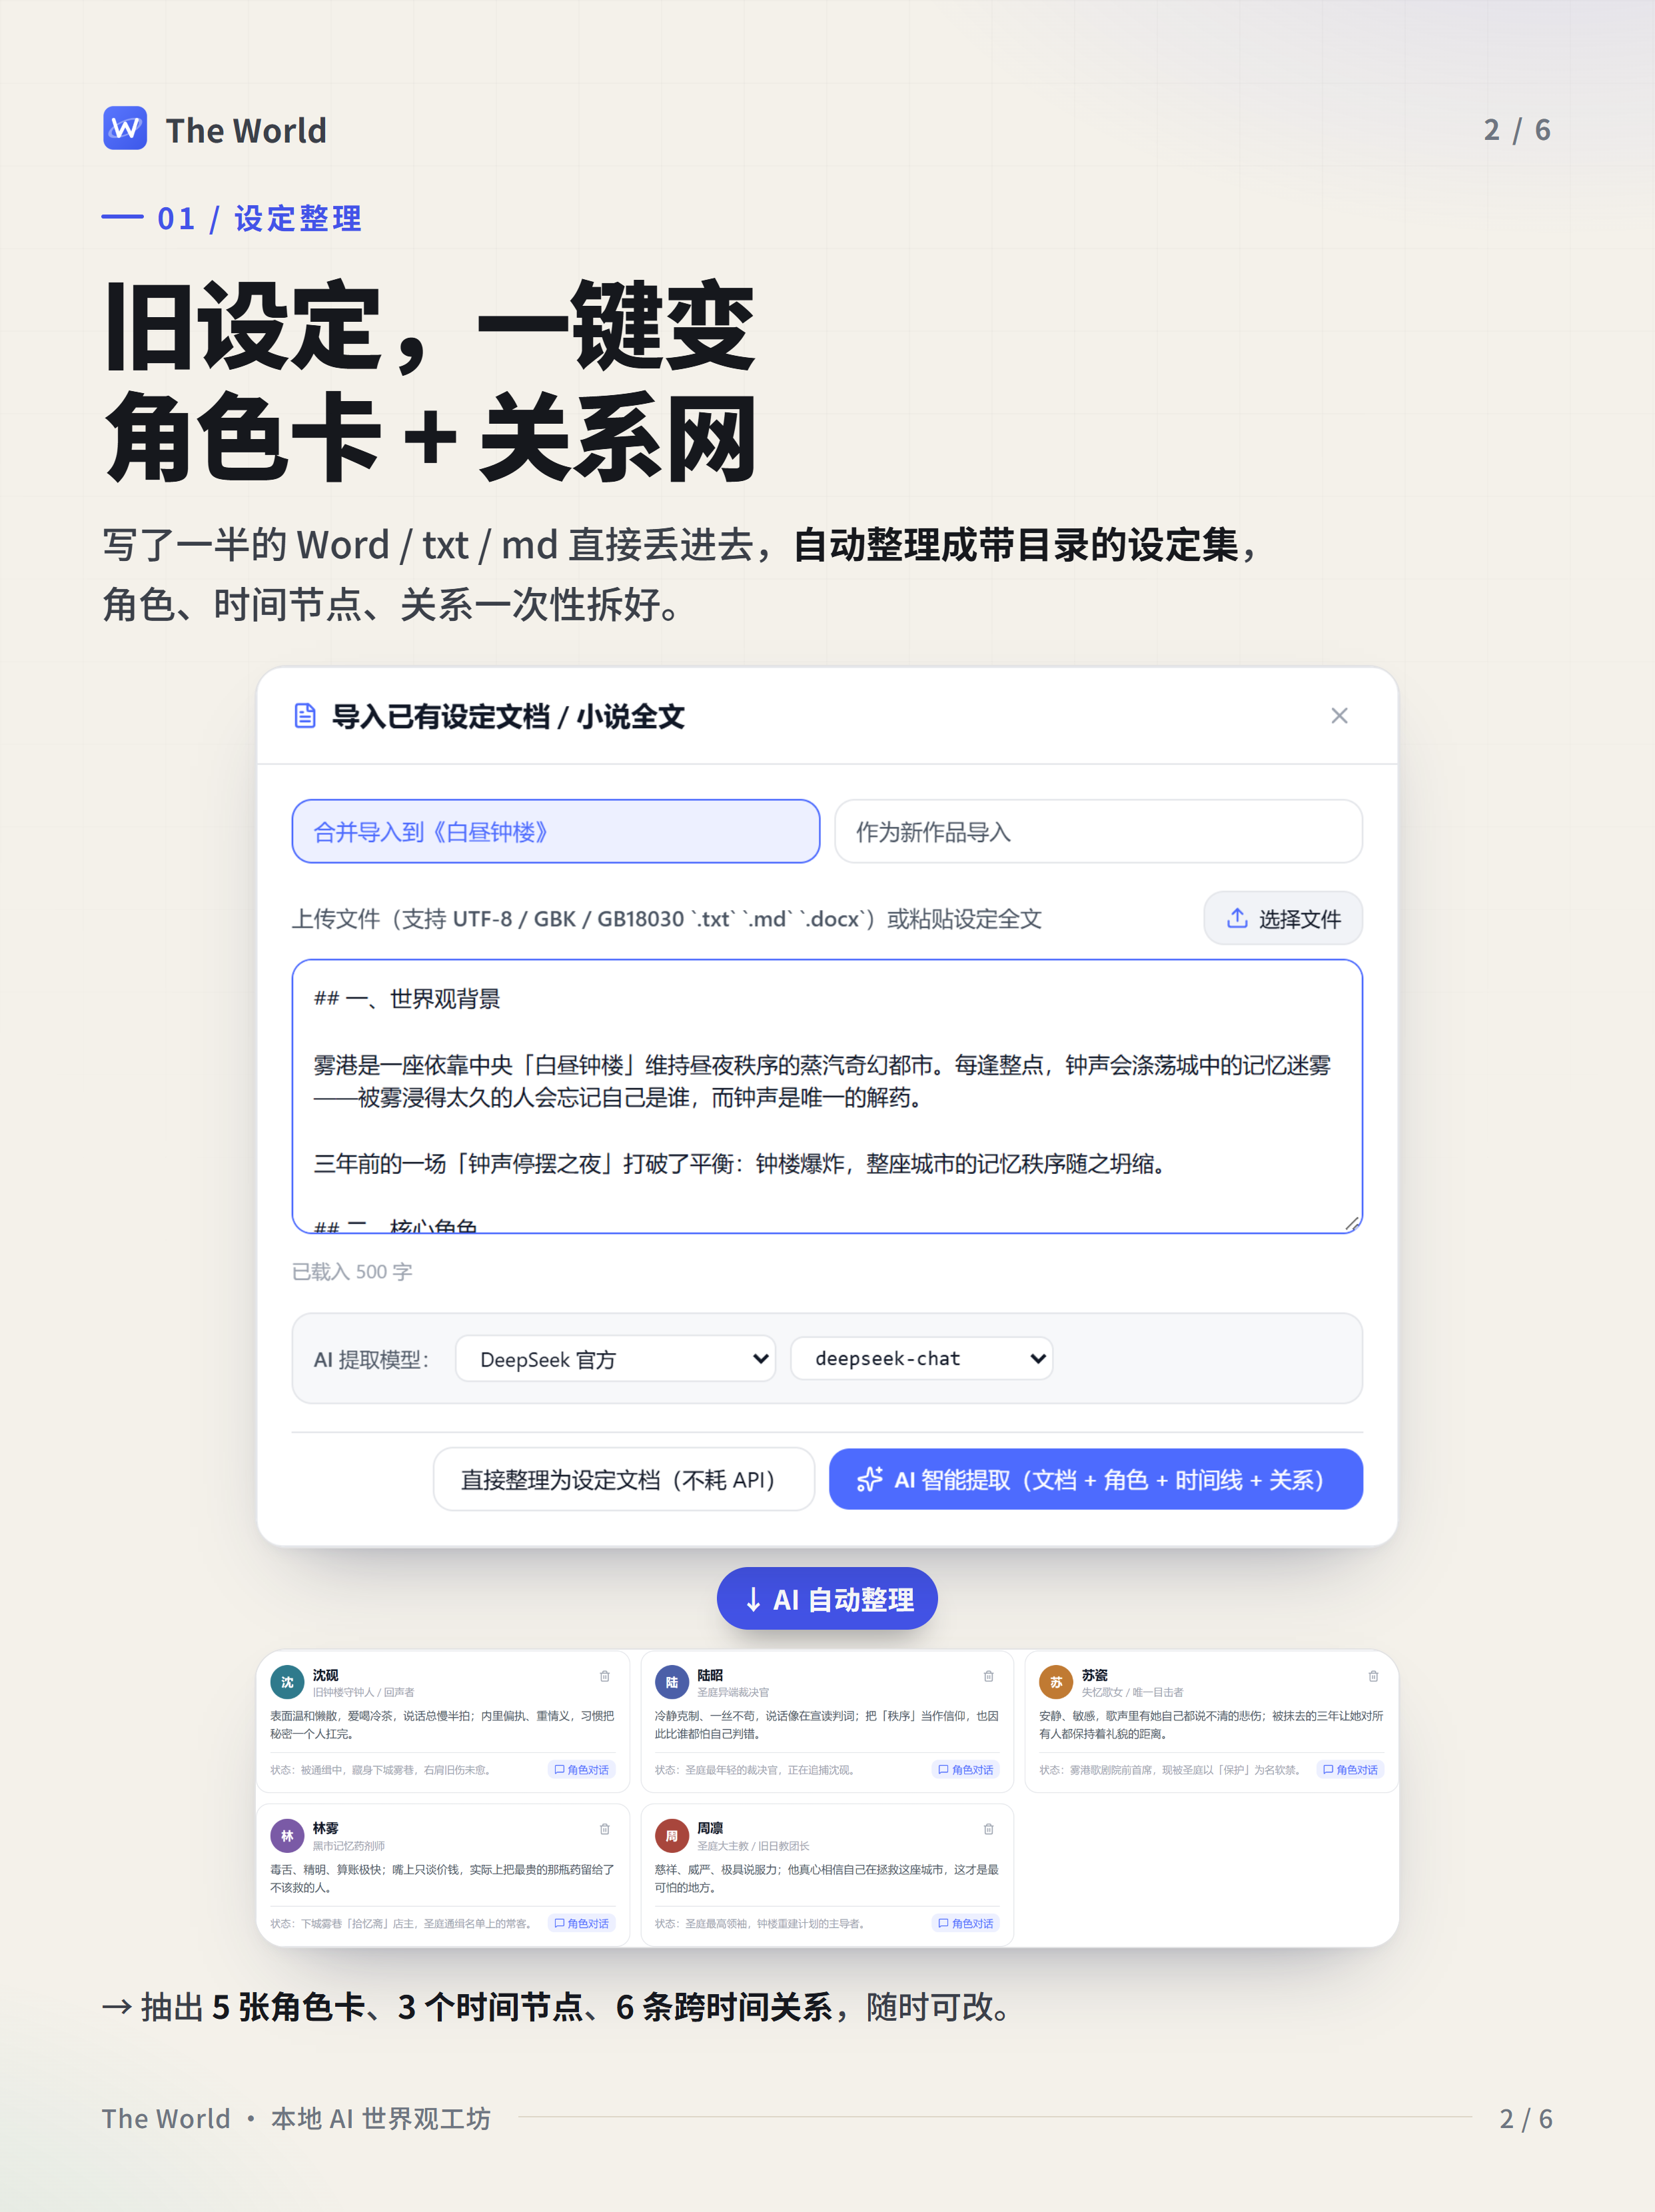 The World
2 / 6
01 / 设定整理
旧设定，一键变
角色卡 + 关系网
写了一半的 Word / txt / md 直接丢进去，自动整理成带目录的设定集，
角色、时间节点、关系一次性拆好。
导入已有设定文档 / 小说全文
合并导入到《白昼钟楼》
作为新作品导入
上传文件（支持 UTF-8 / GBK / GB18030 `.txt` `.md` `.docx`）或粘贴设定全文
选择文件
## 一、世界观背景
雾港是一座依靠中央「白昼钟楼」维持昼夜秩序的蒸汽奇幻都市。每逢整点，钟声会涤荡城中的记忆迷雾
——被雾浸得太久的人会忘记自己是谁，而钟声是唯一的解药。
三年前的一场「钟声停摆之夜」打破了平衡：钟楼爆炸，整座城市的记忆秩序随之坍缩。
## 二、核心角色
已载入 500 字
AI 提取模型：
DeepSeek 官方
deepseek-chat
直接整理为设定文档（不耗 API）
AI 智能提取（文档 + 角色 + 时间线 + 关系）
↓ AI 自动整理
沈
沈砚
旧钟楼守钟人 / 回声者
表面温和懒散，爱喝冷茶，说话总慢半拍；内里偏执、重情义，习惯把
秘密一个人扛完。
状态：被通缉中，藏身下城雾巷，右肩旧伤未愈。
角色对话
陆
陆昭
圣庭异端裁决官
冷静克制、一丝不苟，说话像在宣读判词；把「秩序」当作信仰，也因
此比谁都怕自己判错。
状态：圣庭最年轻的裁决官，正在追捕沈砚。
角色对话
苏
苏瓷
失忆歌女 / 唯一目击者
安静、敏感，歌声里有她自己都说不清的悲伤；被抹去的三年让她对所
有人都保持着礼貌的距离。
状态：雾港歌剧院前首席，现被圣庭以「保护」为名软禁。
角色对话
林
林雾
黑市记忆药剂师
毒舌、精明、算账极快；嘴上只谈价钱，实际上把最贵的那瓶药留给了
不该救的人。
状态：下城雾巷「拾忆斋」店主，圣庭通缉名单上的常客。
角色对话
周
周凛
圣庭大主教 / 旧日教团长
慈祥、威严、极具说服力；他真心相信自己在拯救这座城市，这才是最
可怕的地方。
状态：圣庭最高领袖，钟楼重建计划的主导者。
角色对话
→ 抽出 5 张角色卡、3 个时间节点、6 条跨时间关系，随时可改。
The World · 本地 AI 世界观工坊
2 / 6